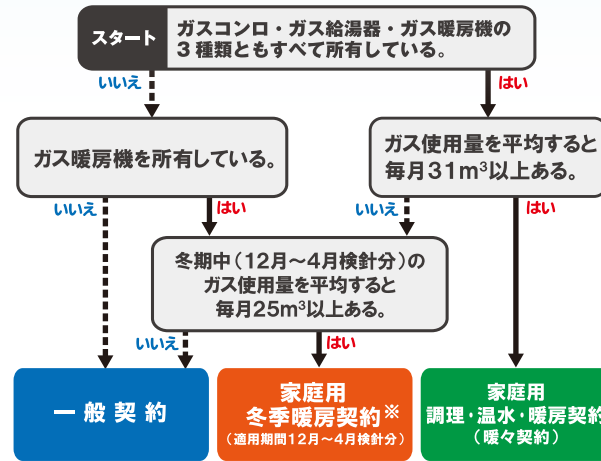 スタート
ガスコンロ・ガス給湯器・ガス暖房機の
3種類ともすべて所有している。
いいえ
はい
ガス暖房機を所有している。
ガス使用量を平均すると
毎月31m³以上ある。
いいえ
はい
いいえ
はい
冬期中（12月～4月検針分）の
ガス使用量を平均すると
毎月25m³以上ある。
いいえ
はい
一般契約
家庭用
冬季暖房契約※
（適用期間12月～4月検針分）
家庭用
調理・温水・暖房契約
（暖々契約）